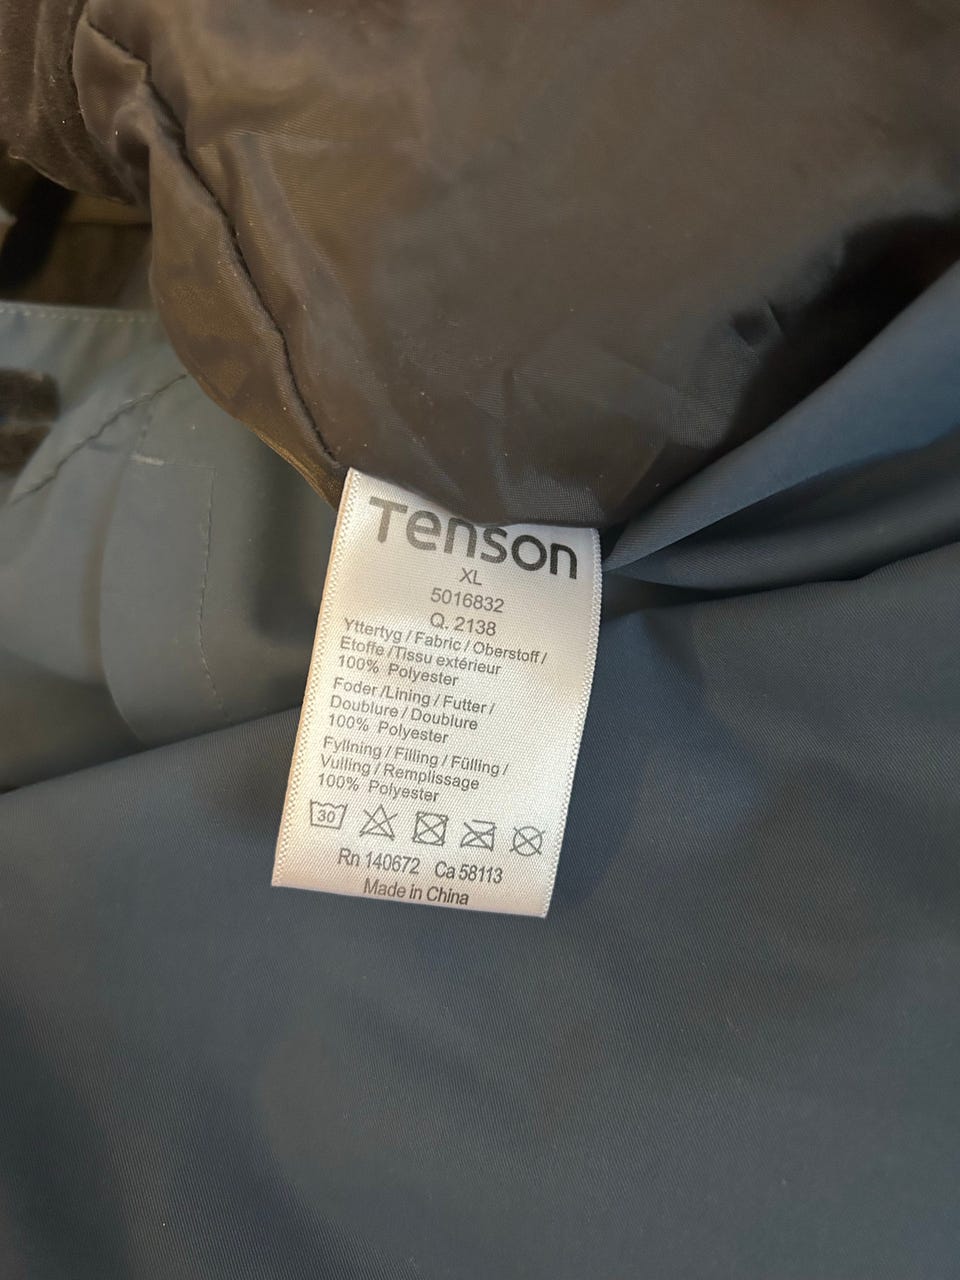 Tenson
XL
5016832
Q. 2138
Yttertyg / Fabric / Oberstoff /
Etoffe /Tissu extérieur
100% Polyester
Foder /Lining / Futter /
Doublure / Doublure
100% Polyester
Fyllning / Filling / Fülling /
Vulling / Remplissage
100% Polyester
30
Rn 140672 Ca 58113
Made in China